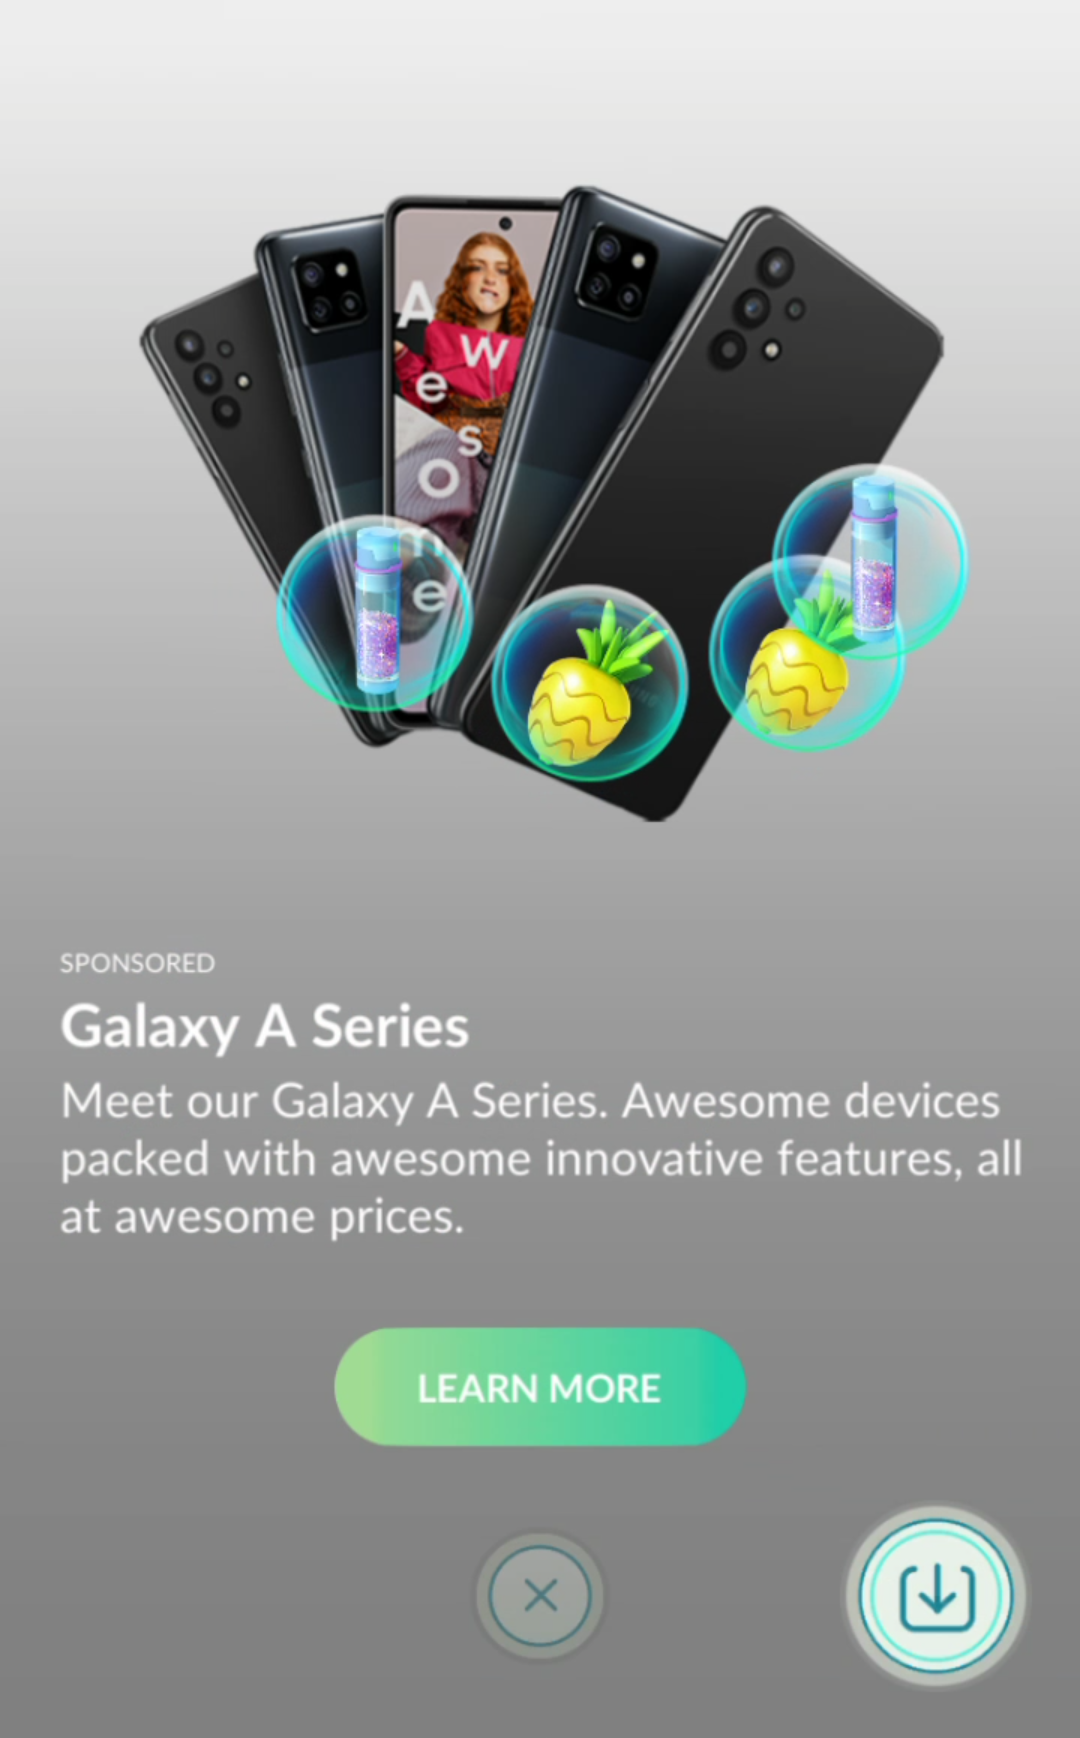 A
w
e
s
o
m
e
SPONSORED
Galaxy A Series
Meet our Galaxy A Series. Awesome devices
packed with awesome innovative features, all
at awesome prices.
LEARN MORE